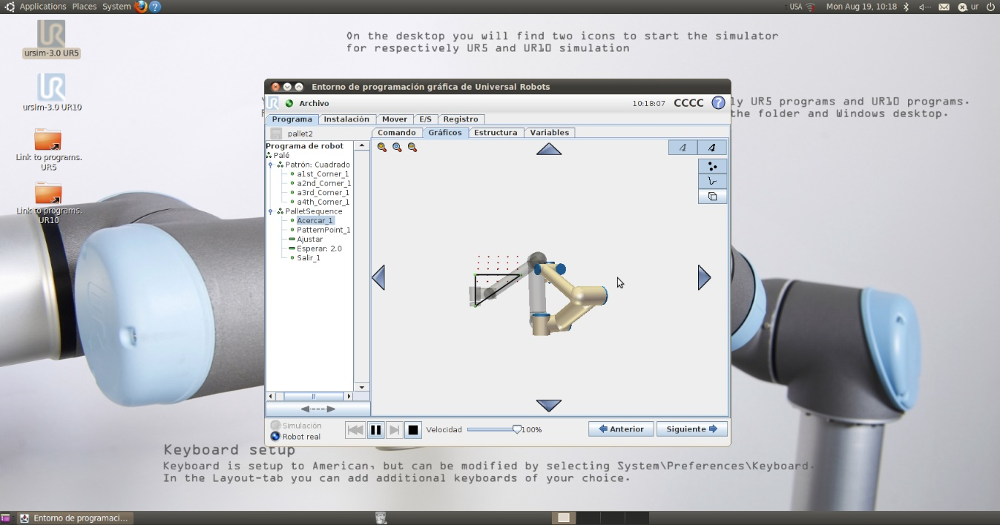 Applications Places System
USA Mon Aug 19, 10:18 ur
ursim-3.0 UR5
ursim-3.0 UR10
Link to programs.
UR5
Link to programs.
UR10
On the desktop you will find two icons to start the simulator
for respectively UR5 and UR10 simulation
ly UR5 programs and UR10 programs.
the folder and Windows desktop.
Entorno de programación gráfica de Universal Robots
UR Archivo 10:18:07 CCCC ?
Programa Instalación Mover E/S Registro
pallet2
Comando Gráficos Estructura Variables
Programa de robot
Palé
Patrón: Cuadrado
a1st_Corner_1
a2nd_Corner_1
a3rd_Corner_1
a4th_Corner_1
PalletSequence
Acercar_1
PatternPoint_1
Ajustar
Esperar: 2.0
Salir_1
Simulación
Robot real
Velocidad 100%
Anterior Siguiente
Keyboard setup
Keyboard is setup to American, but can be modified by selecting System\Preferences\Keyboard.
In the Layout-tab you can add additional keyboards of your choice.
Entorno de programaci...